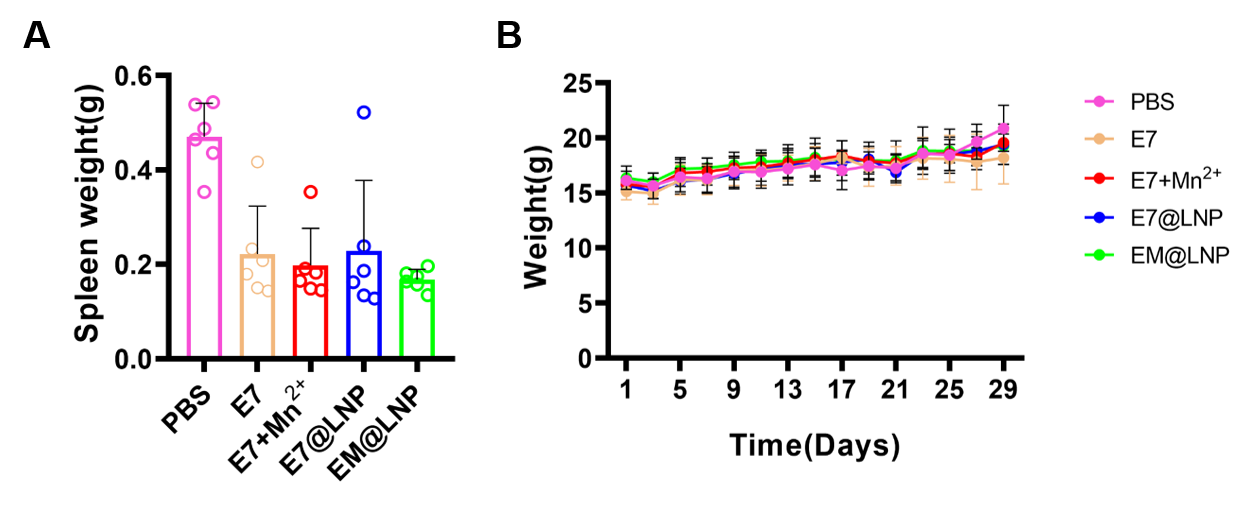 A
B
Spleen weight(g)
0.6
0.4
0.2
0.0
PBS
E7
E7+Mn²⁺
E7@LNP
EM@LNP
Weight(g)
25
20
15
10
5
0
1 5 9 13 17 21 25 29
Time(Days)
PBS
E7
E7+Mn²⁺
E7@LNP
EM@LNP